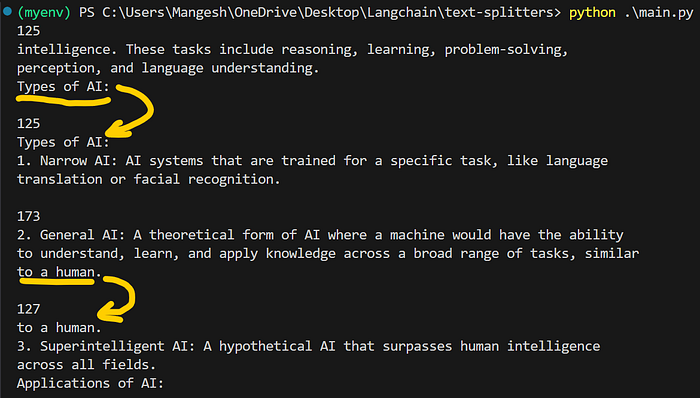 (myenv) PS C:\Users\Mangesh\OneDrive\Desktop\Langchain\text-splitters> python .\main.py
125
intelligence. These tasks include reasoning, learning, problem-solving,
perception, and language understanding.
Types of AI:
125
Types of AI:
1. Narrow AI: AI systems that are trained for a specific task, like language
translation or facial recognition.
173
2. General AI: A theoretical form of AI where a machine would have the ability
to understand, learn, and apply knowledge across a broad range of tasks, similar
to a human.
127
to a human.
3. Superintelligent AI: A hypothetical AI that surpasses human intelligence
across all fields.
Applications of AI: